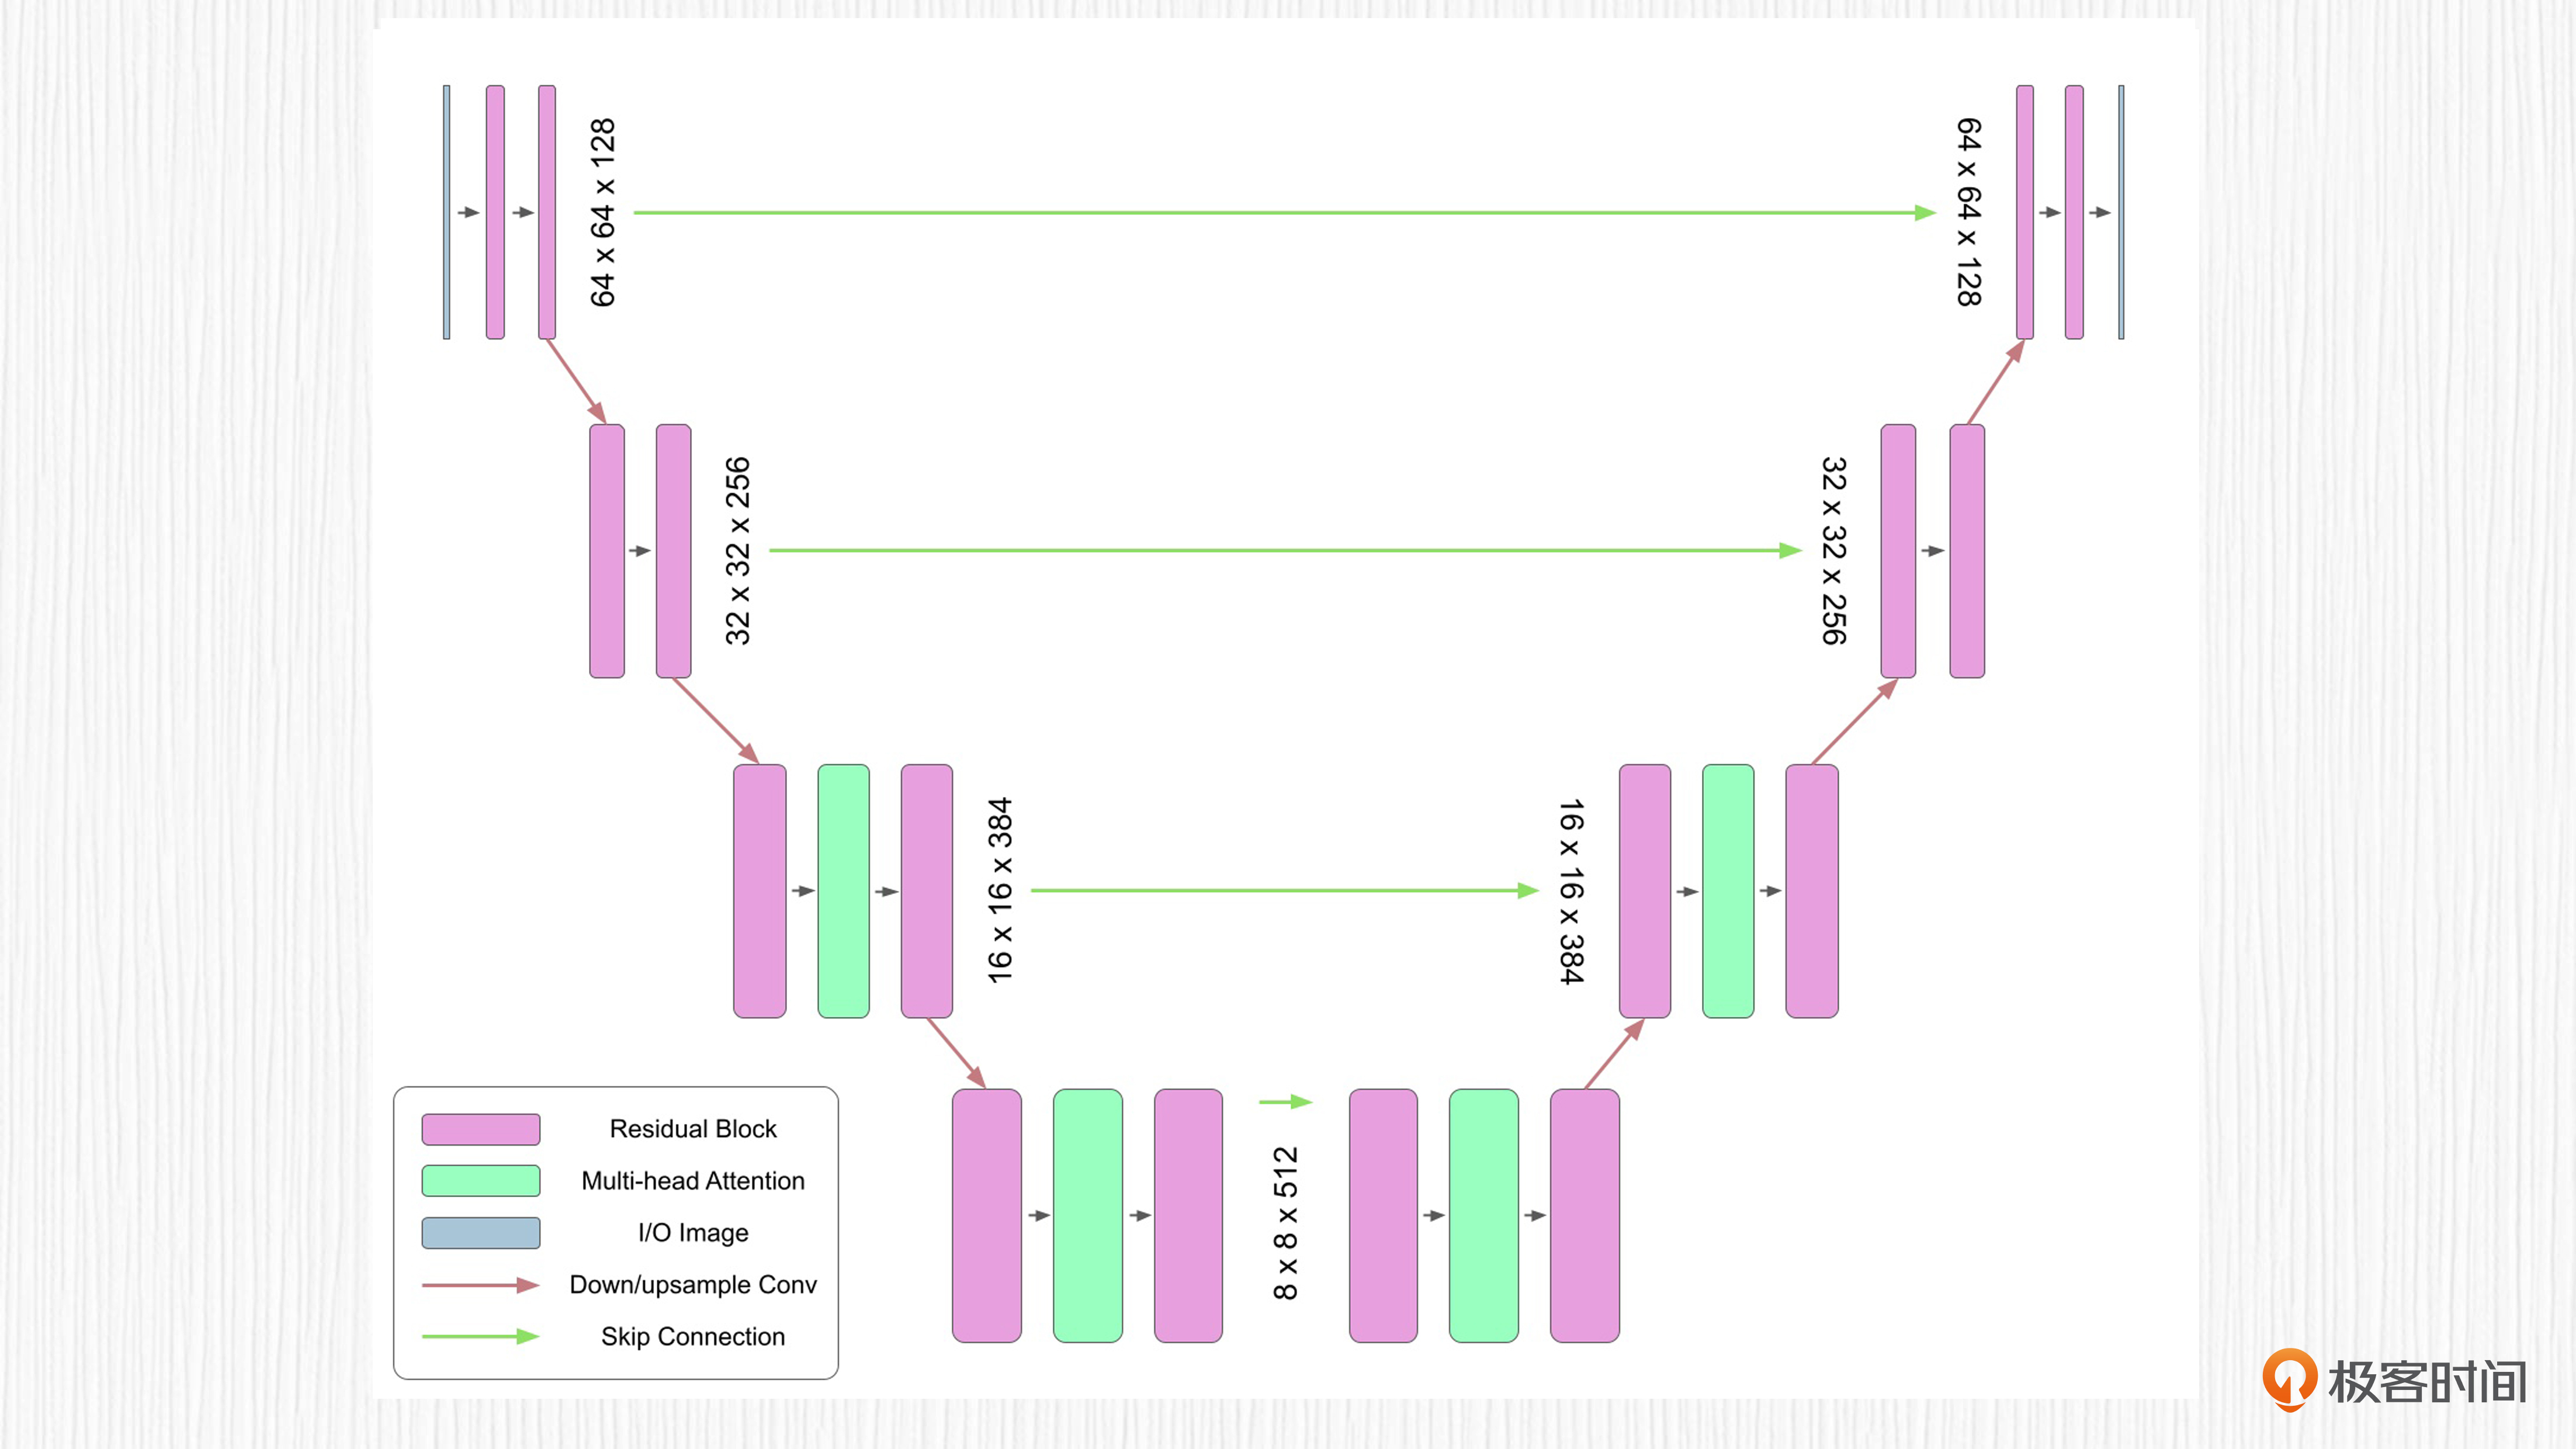 64 x 64 x 128
64 x 64 x 128
32 x 32 x 256
32 x 32 x 256
16 x 16 x 384
16 x 16 x 384
8 x 8 x 512
Residual Block
Multi-head Attention
I/O Image
Down/upsample Conv
Skip Connection
极客时间